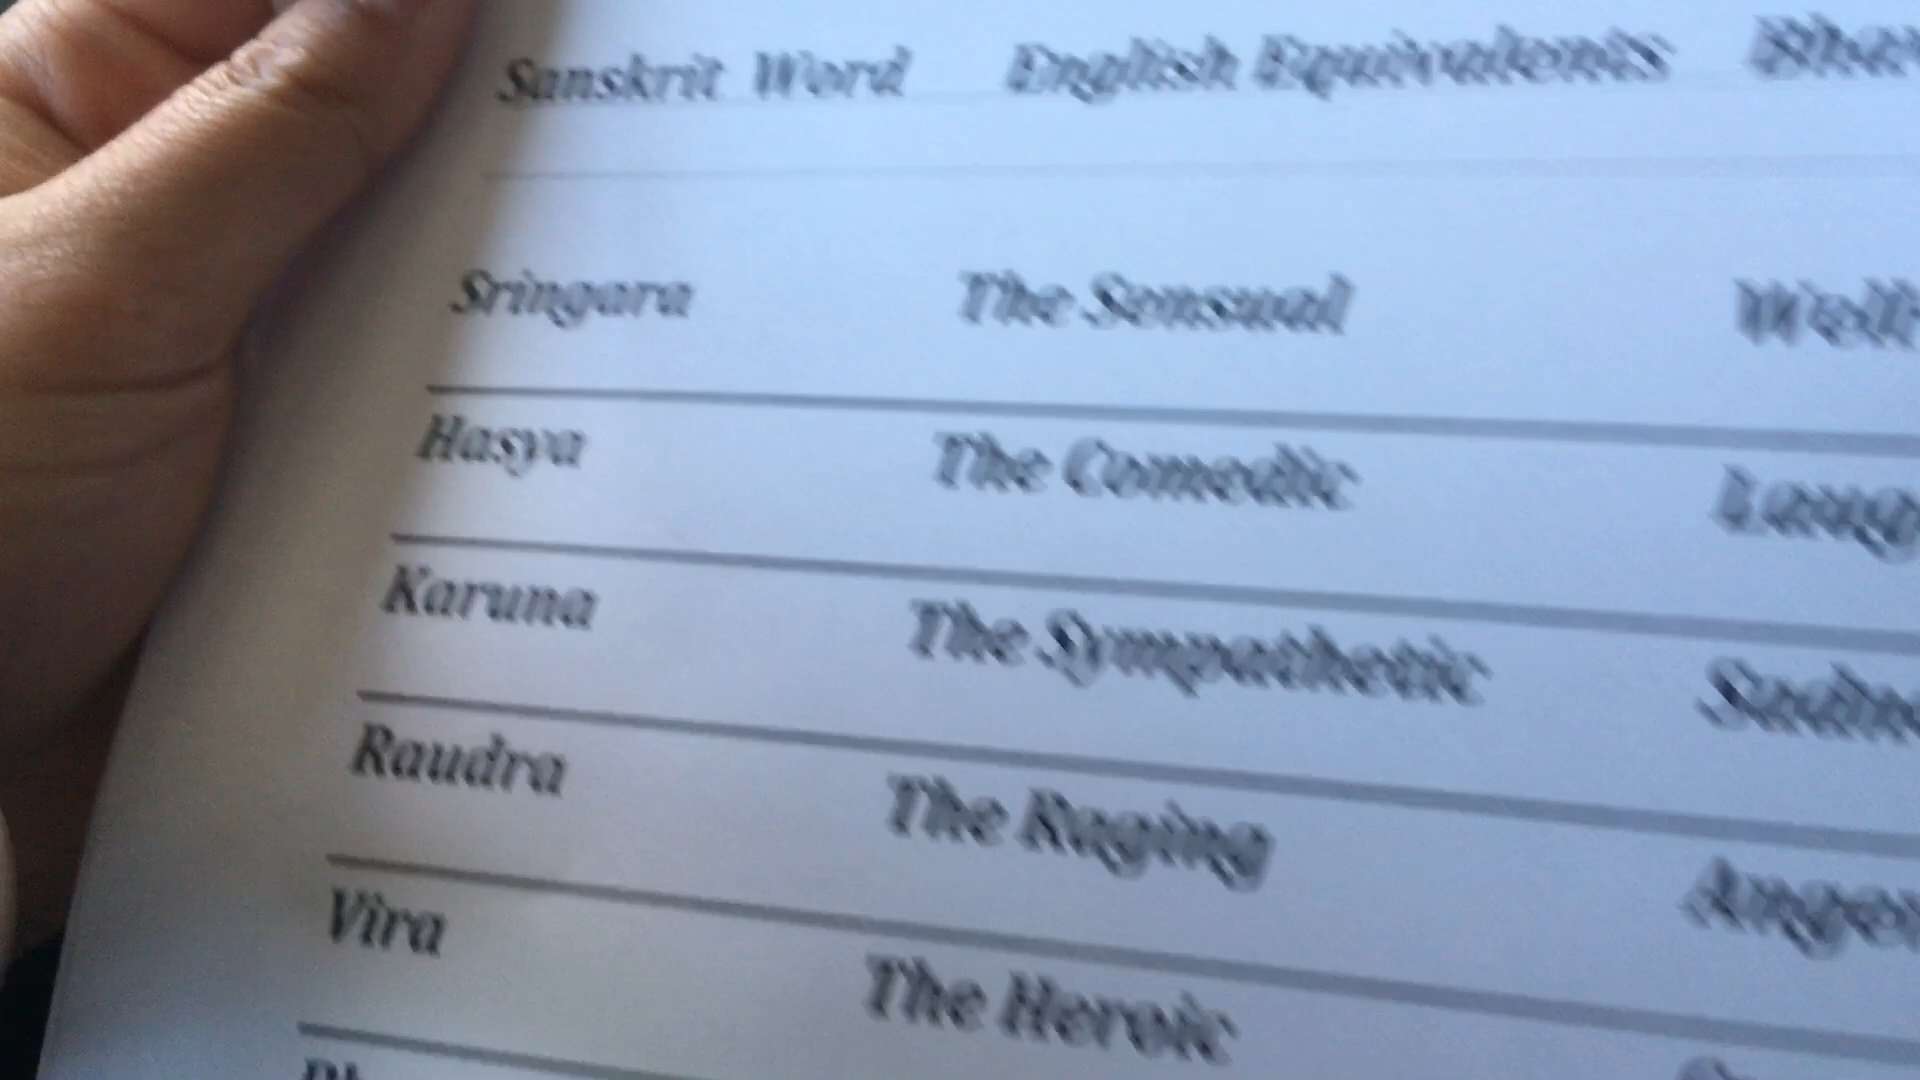 Sanskrit Word English Equivalents
Sringara The Sensual
Hasya The Comedic
Karuna The Sympathetic
Raudra The Raging
Vira The Heroic